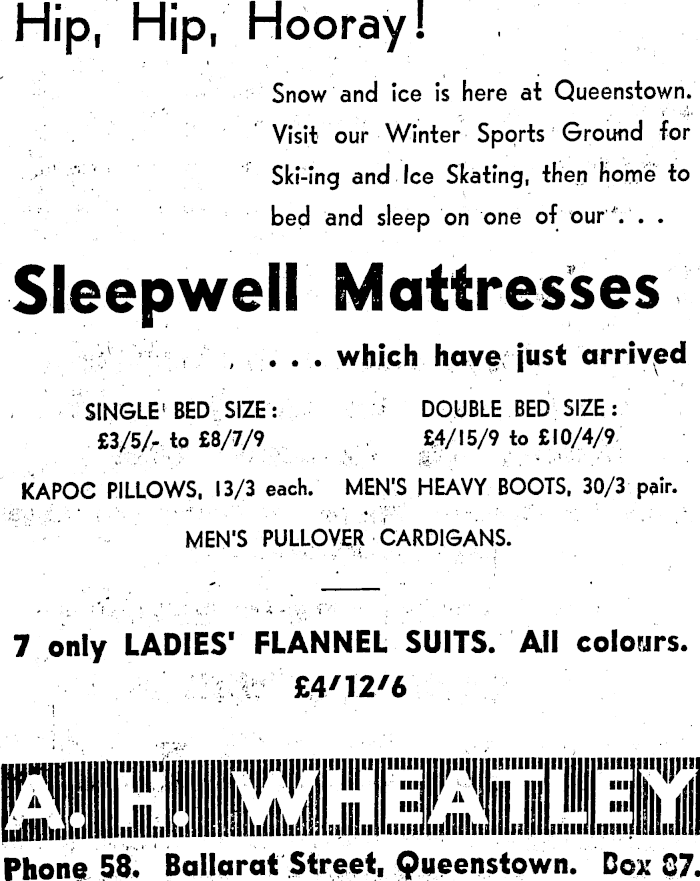 Hip, Hip, Hooray!
Snow and ice is here at Queenstown.
Visit our Winter Sports Ground for
Ski-ing and Ice Skating, then home to
bed and sleep on one of our . . .
Sleepwell Mattresses
. . . which have just arrived
SINGLE BED SIZE: DOUBLE BED SIZE:
£3/5/- to £8/7/9 £4/15/9 to £10/4/9
KAPOC PILLOWS, 13/3 each. MEN'S HEAVY BOOTS, 30/3 pair.
MEN'S PULLOVER CARDIGANS.
7 only LADIES' FLANNEL SUITS. All colours.
£4/12/6
A. H. WHEATLEY
Phone 58. Ballarat Street, Queenstown. Box 87.